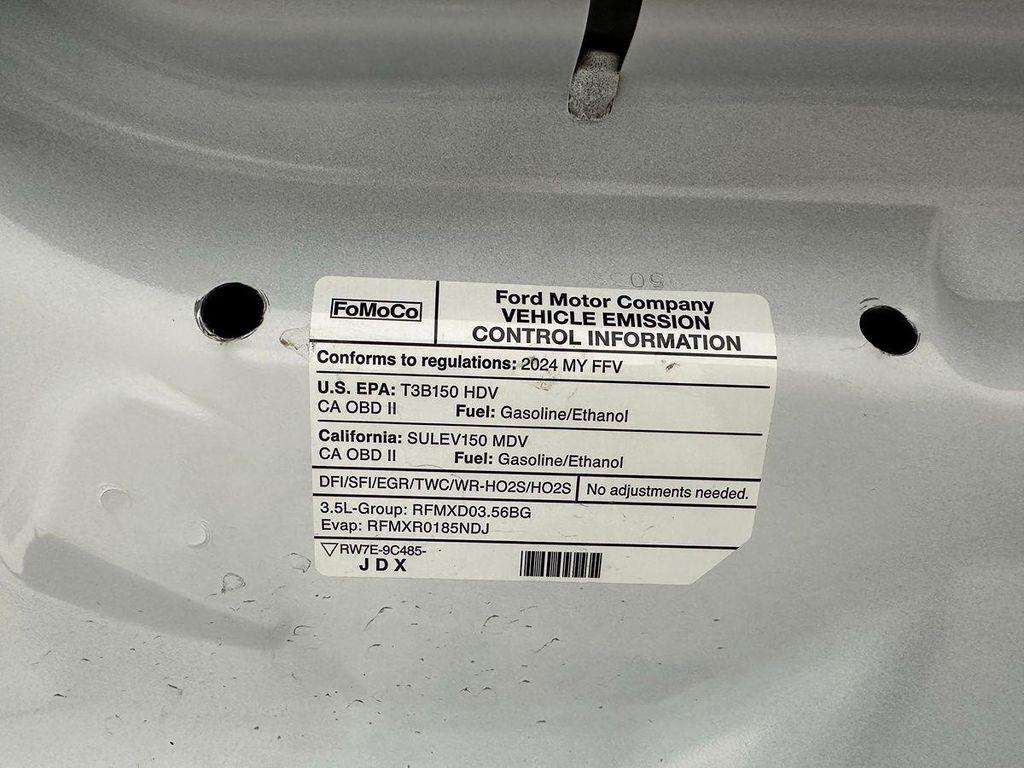 50
FoMoCo
Ford Motor Company
VEHICLE EMISSION
CONTROL INFORMATION
Conforms to regulations: 2024 MY FFV
U.S. EPA: T3B150 HDV
CA OBD II Fuel: Gasoline/Ethanol
California: SULEV150 MDV
CA OBD II Fuel: Gasoline/Ethanol
DFI/SFI/EGR/TWC/WR-HO2S/HO2S No adjustments needed.
3.5L-Group: RFMXD03.56BG
Evap: RFMXR0185NDJ
RW7E-9C485-
JDX